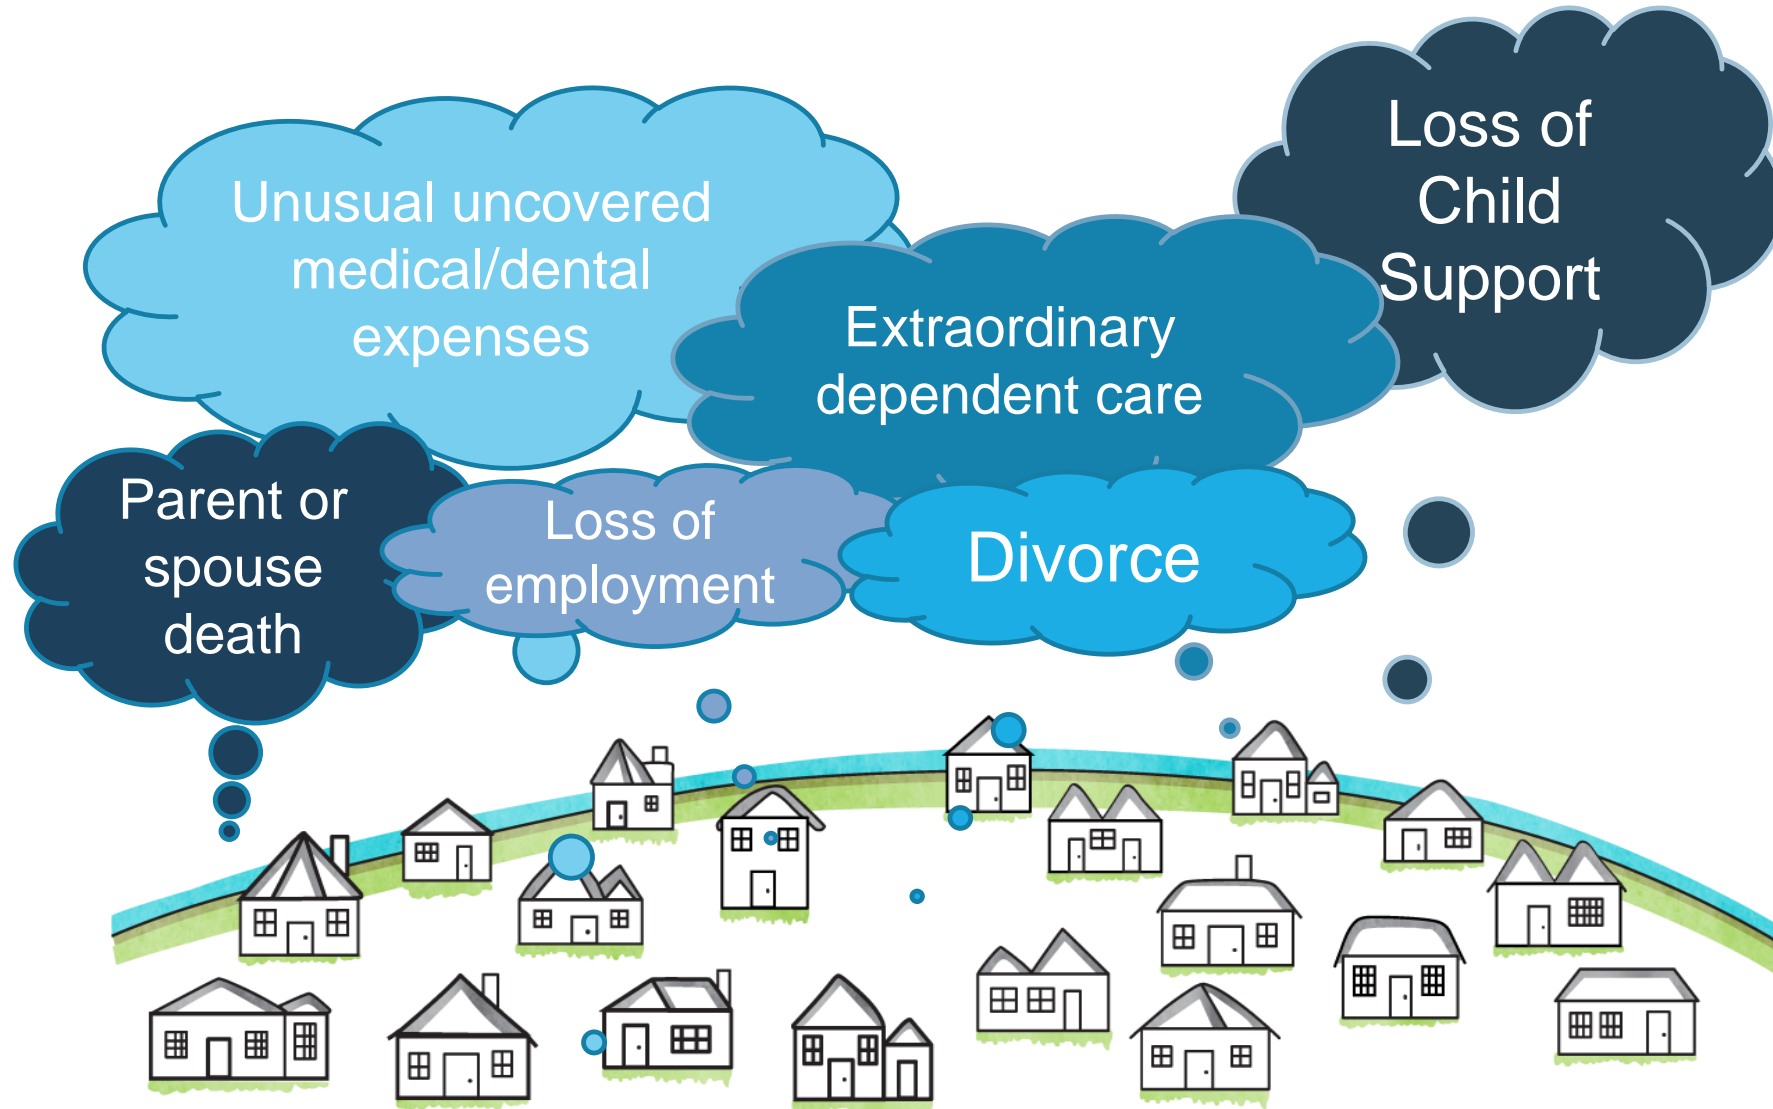 Unusual uncovered
medical/dental
expenses
Loss of
Child
Support
Extraordinary
dependent care
Parent or
spouse
death
Loss of
employment
Divorce